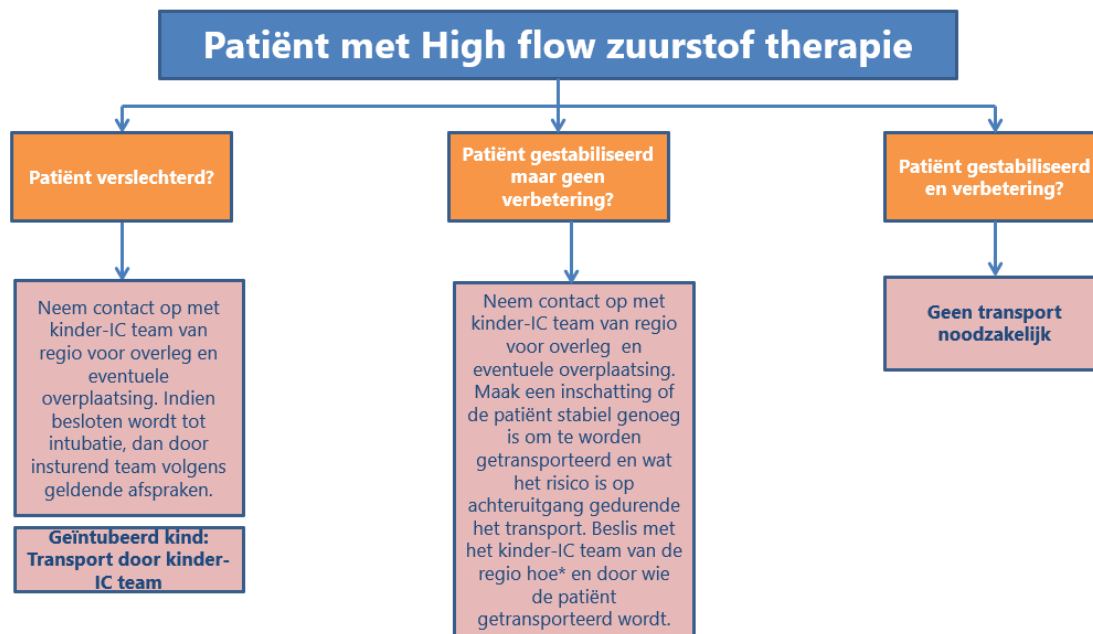 Patiënt met High flow zuurstof therapie
Patiënt verslechterd?
Patiënt gestabiliseerd
maar geen
verbetering?
Patiënt gestabiliseerd
en verbetering?
Neem contact op met
kinder-IC team van
regio voor overleg en
eventuele
overplaatsing. Indien
besloten wordt tot
intubatie, dan door
insturend team volgens
geldende afspraken.
Geïntubeerd kind:
Transport door kinder-
IC team
Neem contact op met
kinder-IC team van regio
voor overleg en
eventuele overplaatsing.
Maak een inschatting of
de patiënt stabiel genoeg
is om te worden
getransporteerd en wat
het risico is op
achteruitgang gedurende
het transport. Beslis met
het kinder-IC team van de
regio hoe* en door wie
de patiënt
getransporteerd wordt.
Geen transport
noodzakelijk